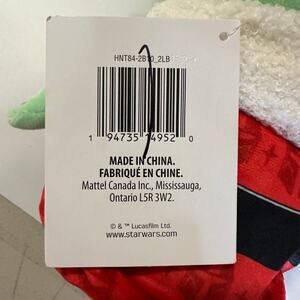 HNT84-2B10_2LB
1 94735 14952 0
MADE IN CHINA.
FABRIQUÉ EN CHINE.
Mattel Canada Inc., Mississauga,
Ontario L5R 3W2.
© & ™ Lucasfilm Ltd.
www.starwars.com